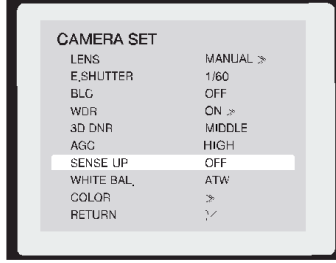 CAMERA SET
LENS MANUAL ≫
E.SHUTTER 1/60
BLC OFF
WDR ON ≫
3D DNR MIDDLE
AGC HIGH
SENSE UP OFF
WHITE BAL. ATW
COLOR ≫
RETURN